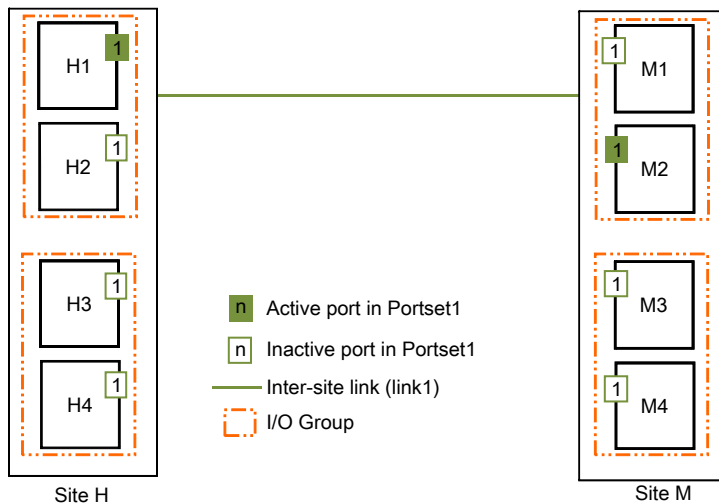 1
H1
1
H2
1
H3
1
H4
Site H
1
M1
1
M2
1
M3
1
M4
Site M
n Active port in Portset1
n Inactive port in Portset1
Inter-site link (link1)
I/O Group